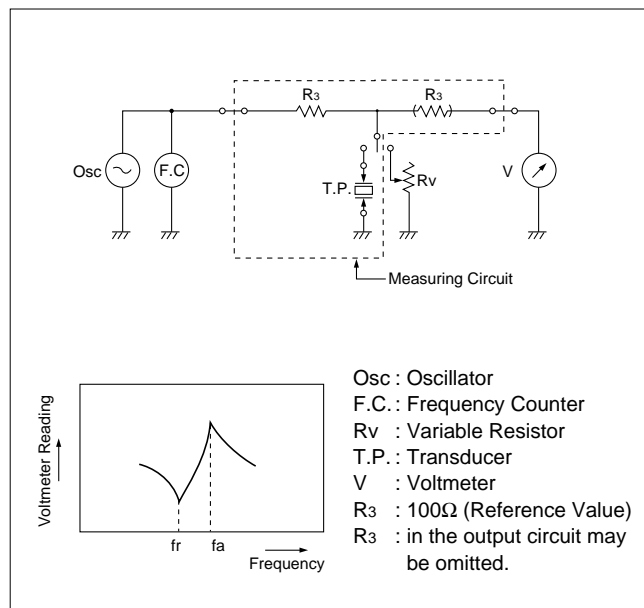 R3 R3
Osc F.C T.P. Rv V
Measuring Circuit
Voltmeter Reading
fr fa
Frequency
Osc : Oscillator
F.C. : Frequency Counter
Rv : Variable Resistor
T.P. : Transducer
V : Voltmeter
R3 : 100Ω (Reference Value)
R3 : in the output circuit may
be omitted.